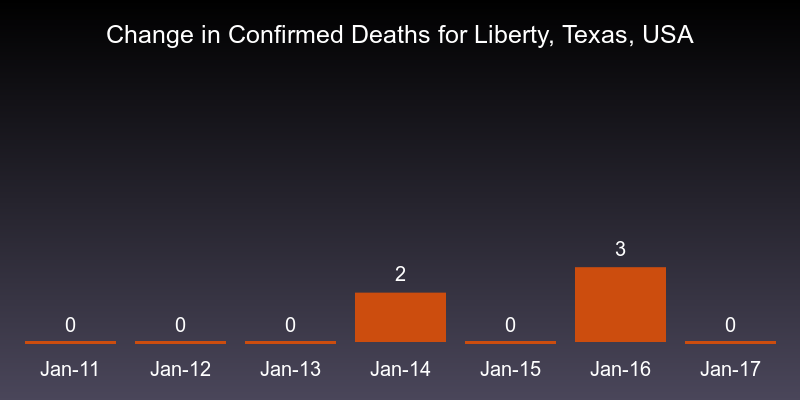 Change in Confirmed Deaths for Liberty, Texas, USA
0 0 0 2 0 3 0
Jan-11 Jan-12 Jan-13 Jan-14 Jan-15 Jan-16 Jan-17